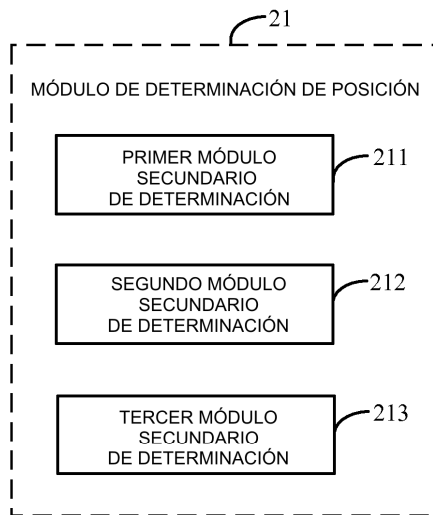 21
MÓDULO DE DETERMINACIÓN DE POSICIÓN
PRIMER MÓDULO
SECUNDARIO
DE DETERMINACIÓN
211
SEGUNDO MÓDULO
SECUNDARIO
DE DETERMINACIÓN
212
TERCER MÓDULO
SECUNDARIO
DE DETERMINACIÓN
213